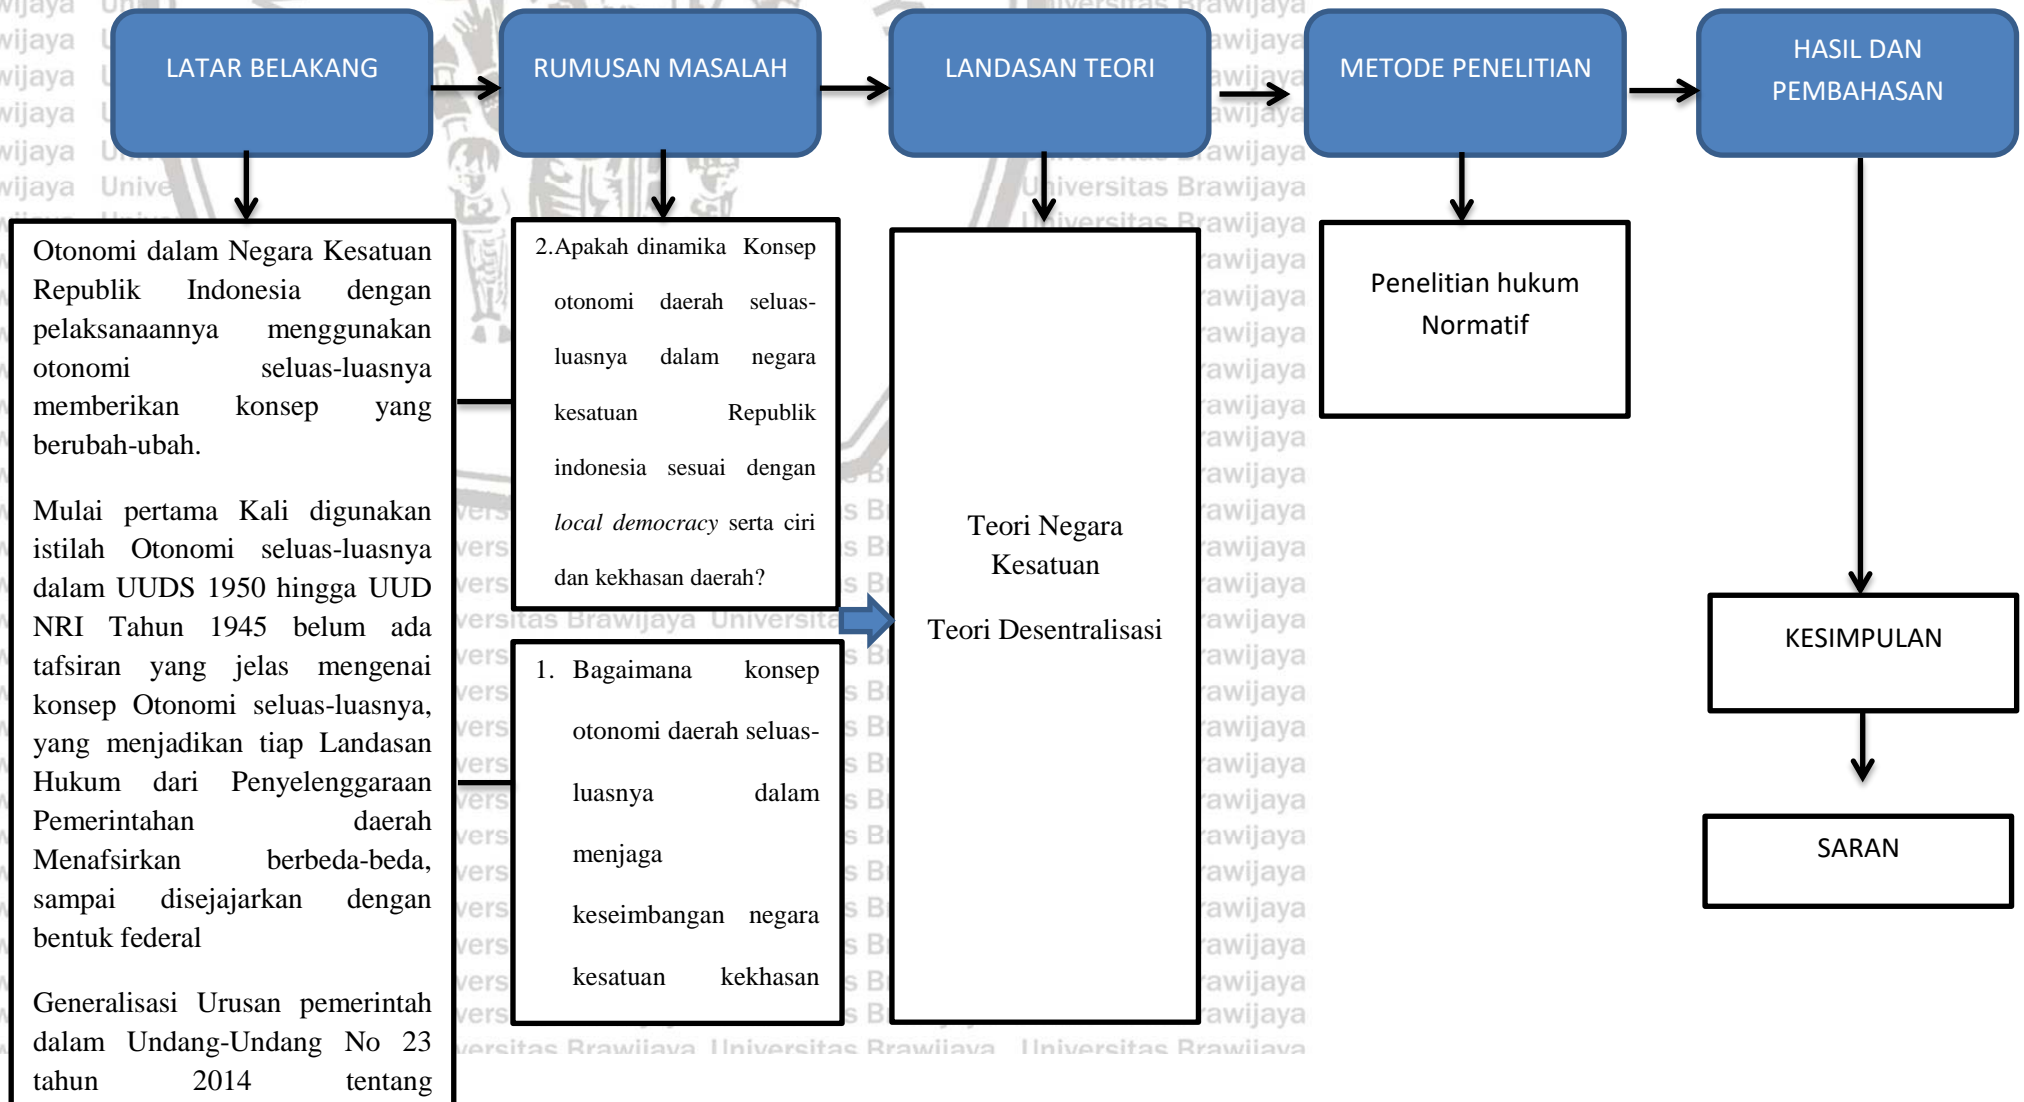 LATAR BELAKANG
RUMUSAN MASALAH
LANDASAN TEORI
METODE PENELITIAN
HASIL DAN
PEMBAHASAN
Otonomi dalam Negara Kesatuan
Republik Indonesia dengan
pelaksanaannya menggunakan
otonomi seluas-luasnya
memberikan konsep yang
berubah-ubah.
Mulai pertama Kali digunakan
istilah Otonomi seluas-luasnya
dalam UUDS 1950 hingga UUD
NRI Tahun 1945 belum ada
tafsiran yang jelas mengenai
konsep Otonomi seluas-luasnya,
yang menjadikan tiap Landasan
Hukum dari Penyelenggaraan
Pemerintahan daerah
Menafsirkan berbeda-beda,
sampai disejajarkan dengan
bentuk federal
Generalisasi Urusan pemerintah
dalam Undang-Undang No 23
tahun 2014 tentang
2.Apakah dinamika Konsep
otonomi daerah seluas-
luasnya dalam negara
kesatuan Republik
indonesia sesuai dengan
local democracy serta ciri
dan kekhasan daerah?
1. Bagaimana konsep
otonomi daerah seluas-
luasnya dalam
menjaga
keseimbangan negara
kesatuan kekhasan
Teori Negara
Kesatuan
Teori Desentralisasi
Penelitian hukum
Normatif
KESIMPULAN
SARAN